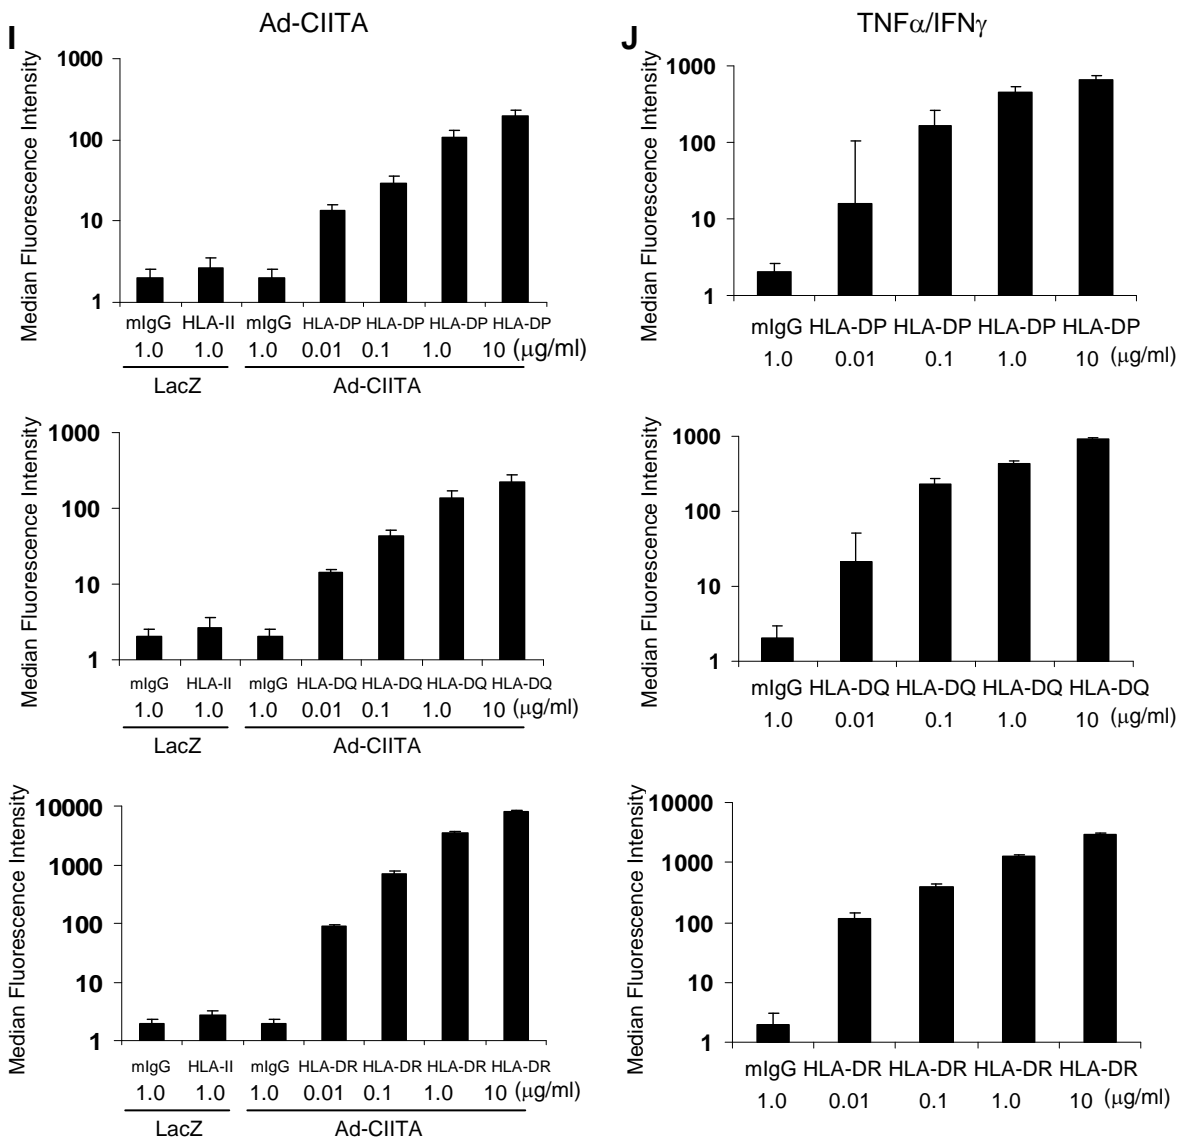 I
Ad-CIITA
Median Fluorescence Intensity
1000
100
10
1
mIgG HLA-II mIgG HLA-DP HLA-DP HLA-DP HLA-DP
1.0 1.0 1.0 0.01 0.1 1.0 10 (µg/ml)
LacZ Ad-CIITA
Median Fluorescence Intensity
1000
100
10
1
mIgG HLA-II mIgG HLA-DQ HLA-DQ HLA-DQ HLA-DQ
1.0 1.0 1.0 0.01 0.1 1.0 10 (µg/ml)
LacZ Ad-CIITA
Median Fluorescence Intensity
10000
1000
100
10
1
mIgG HLA-II mIgG HLA-DR HLA-DR HLA-DR HLA-DR
1.0 1.0 1.0 0.01 0.1 1.0 10 (µg/ml)
LacZ Ad-CIITA
J
TNFα/IFNγ
Median Fluorescence Intensity
1000
100
10
1
mIgG HLA-DP HLA-DP HLA-DP HLA-DP
1.0 0.01 0.1 1.0 10 (µg/ml)
Median Fluorescence Intensity
1000
100
10
1
mIgG HLA-DQ HLA-DQ HLA-DQ HLA-DQ
1.0 0.01 0.1 1.0 10 (µg/ml)
Median Fluorescence Intensity
10000
1000
100
10
1
mIgG HLA-DR HLA-DR HLA-DR HLA-DR
1.0 0.01 0.1 1.0 10 (µg/ml)